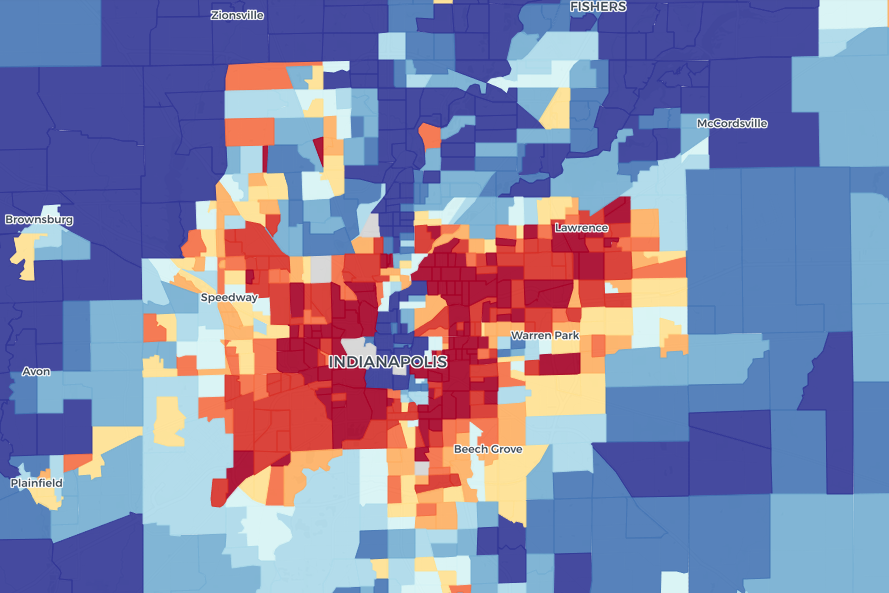 FISHERS
Zionsville
McCordsville
Brownsburg
Lawrence
Speedway
Warren Park
INDIANAPOLIS
Avon
Beech Grove
Plainfield